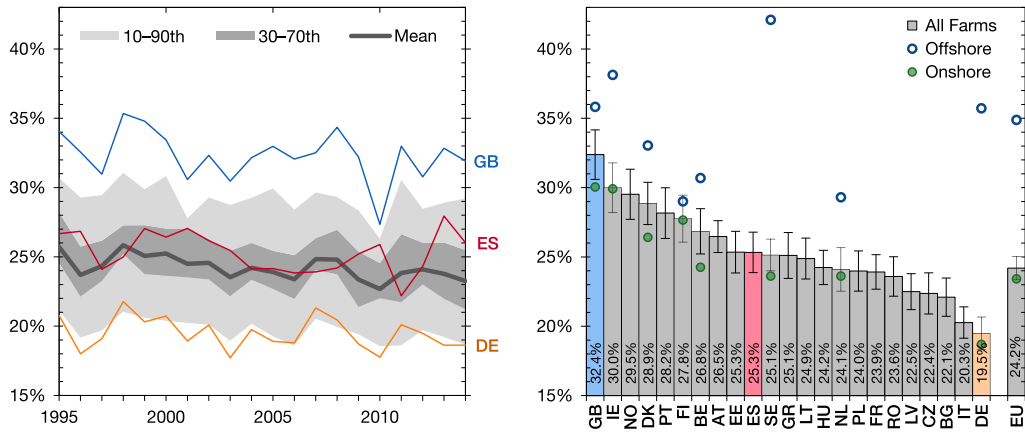 10–90th 30–70th Mean
40%
35%
30%
25%
20%
15%
GB
ES
DE
1995 2000 2005 2010
40%
35%
30%
25%
20%
15%
All Farms
Offshore
Onshore
32.4% 30.0% 29.5% 28.9% 28.2% 27.8% 26.8% 26.5% 25.3% 25.3% 25.1% 25.1% 24.9% 24.2% 24.1% 24.0% 23.9% 23.6% 22.5% 22.4% 22.1% 20.3% 19.5% 24.2%
GB IE NO DK PT FI BE AT EE ES SE GR LT HU NL PL FR RO LV CZ BG IT DE EU